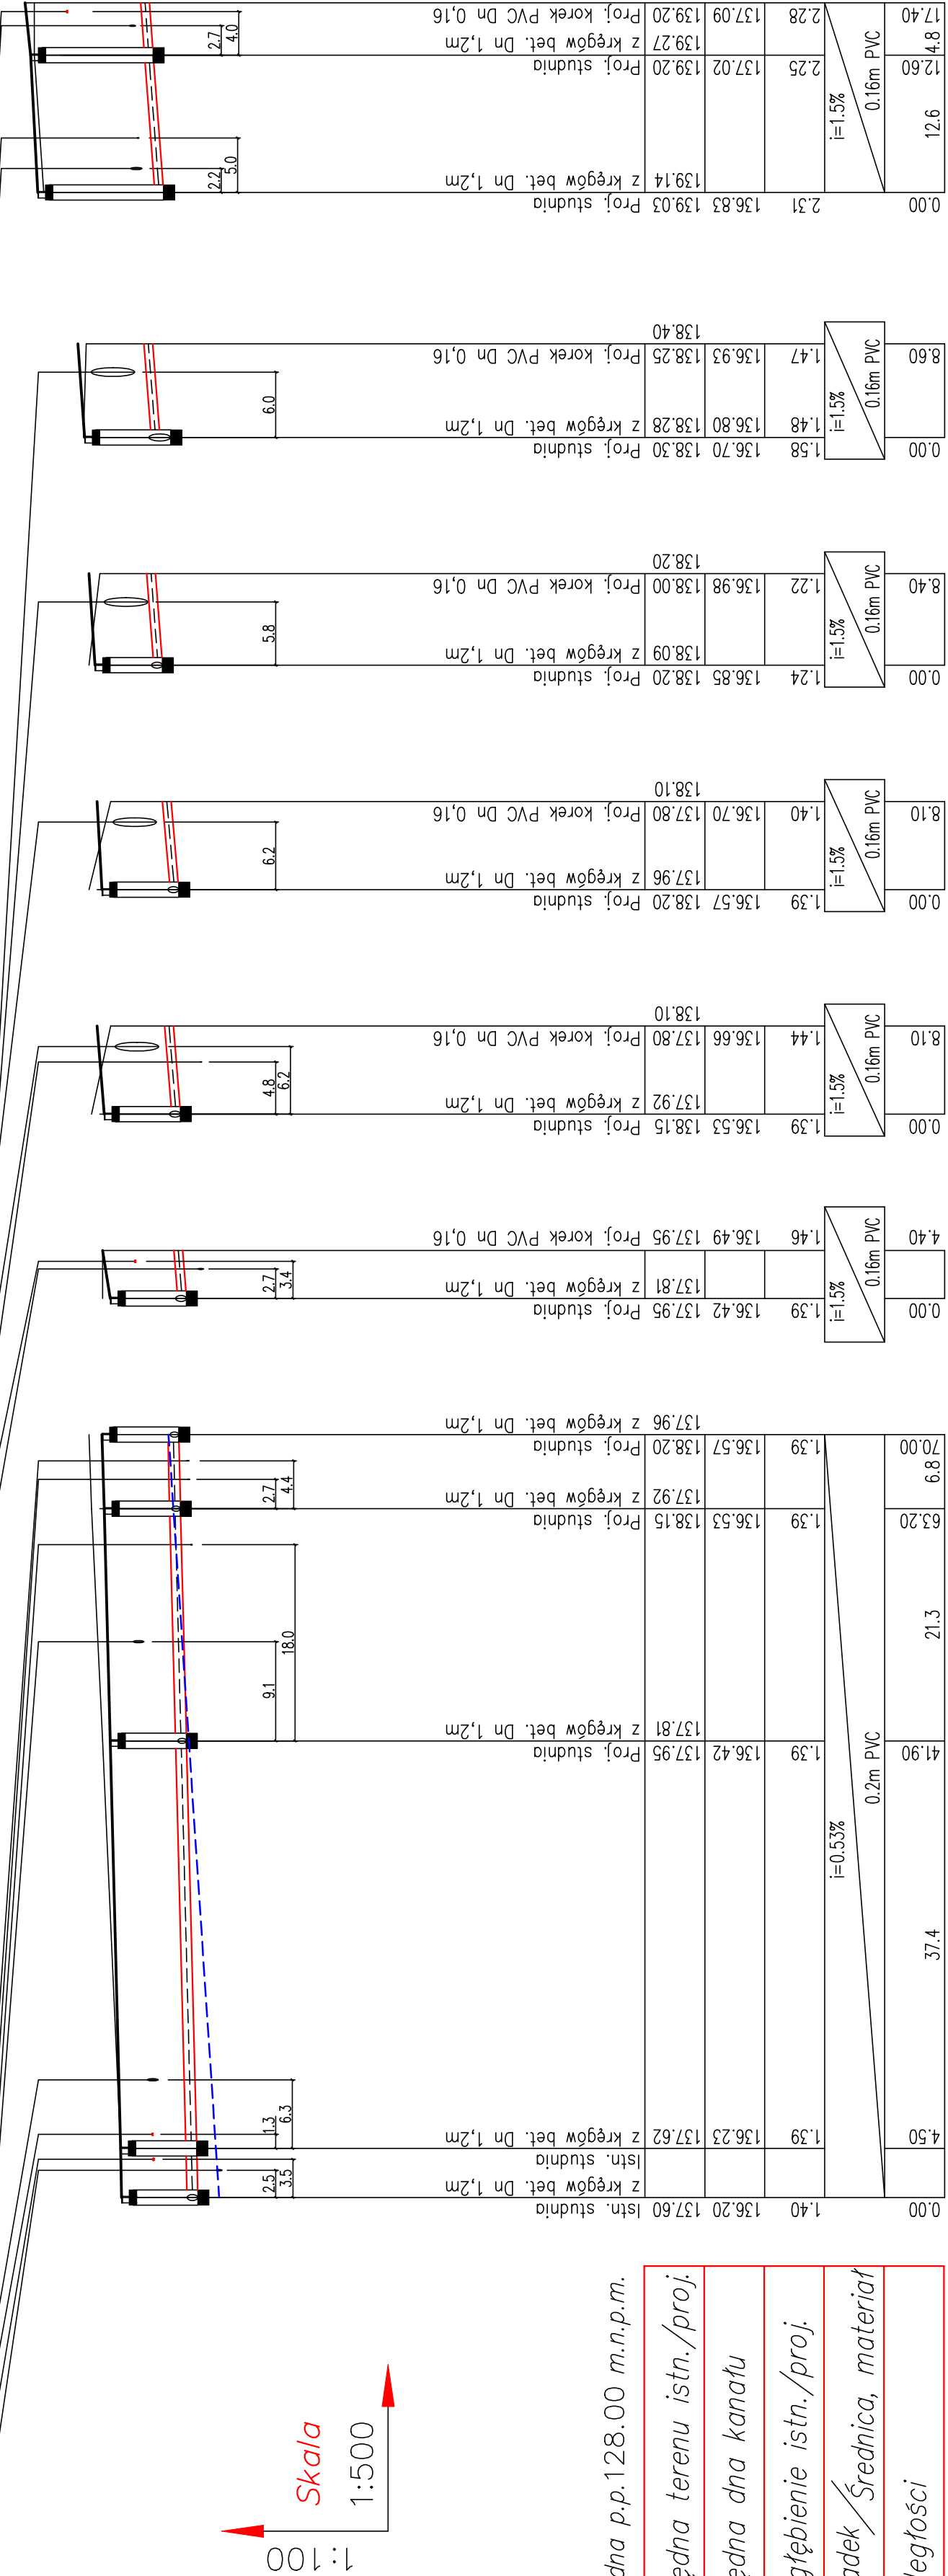 Skala
1:500
1:100
dna p.p.128.00 m.n.p.m.
ędna terenu istn./proj.
ędna dna kanału
głębienie istn./proj.
adek / Średnica, materiał
ległości
Istn. studnia
z kręgów bet. Dn 1,2m
137.60
136.20
1.40
0.00
Istn. studnia
z kręgów bet. Dn 1,2m
137.62
136.23
1.39
4.50
2.5
3.5
1.3
6.3
37.4
i=0.53%
0.2m PVC
Proj. studnia
z kręgów bet. Dn 1,2m
137.95
137.81
136.42
1.39
41.90
9.1
18.0
21.3
Proj. studnia
z kręgów bet. Dn 1,2m
138.15
137.92
136.53
1.39
63.20
2.7
4.4
6.8
Proj. studnia
z kręgów bet. Dn 1,2m
138.20
137.96
136.57
1.39
70.00
Proj. studnia
z kręgów bet. Dn 1,2m
137.95
137.81
136.42
1.39
0.00
2.7
3.4
i=1.5%
0.16m PVC
Proj. korek PVC Dn 0,16
137.95
136.49
1.46
4.40
Proj. studnia
z kręgów bet. Dn 1,2m
138.15
137.92
136.53
1.39
0.00
4.8
6.2
i=1.5%
0.16m PVC
Proj. korek PVC Dn 0,16
137.80
138.10
136.66
1.44
8.10
Proj. studnia
z kręgów bet. Dn 1,2m
138.20
137.96
136.57
1.39
0.00
6.2
i=1.5%
0.16m PVC
Proj. korek PVC Dn 0,16
137.80
138.10
136.70
1.40
8.10
Proj. studnia
z kręgów bet. Dn 1,2m
138.20
138.09
136.85
1.24
0.00
5.8
i=1.5%
0.16m PVC
Proj. korek PVC Dn 0,16
138.00
138.20
136.98
1.22
8.40
Proj. studnia
z kręgów bet. Dn 1,2m
138.30
138.28
136.70
136.80
1.58
1.48
0.00
6.0
i=1.5%
0.16m PVC
Proj. korek PVC Dn 0,16
138.25
138.40
136.93
1.47
8.60
Proj. studnia
z kręgów bet. Dn 1,2m
139.03
139.14
136.83
2.31
0.00
2.2
5.0
12.6
i=1.5%
0.16m PVC
Proj. studnia
z kręgów bet. Dn 1,2m
139.20
139.27
137.02
2.25
12.60
2.7
4.0
4.8
Proj. korek PVC Dn 0,16
139.20
137.09
2.28
17.40